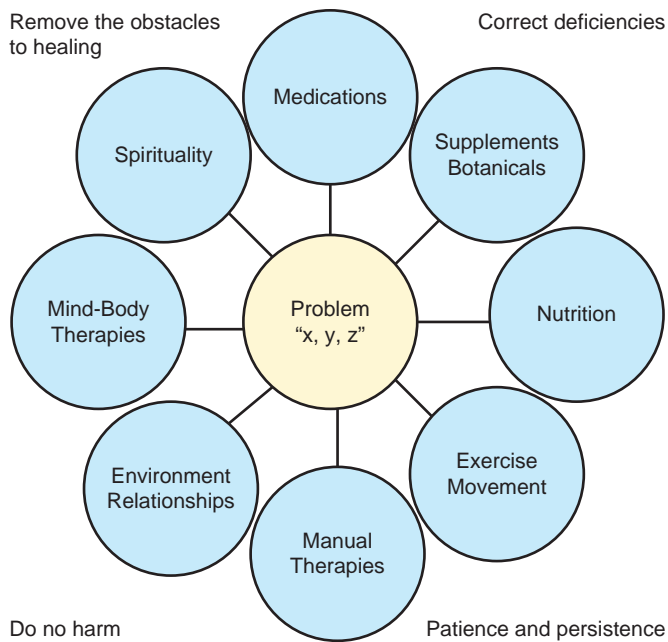 Remove the obstacles
to healing
Correct deficiencies
Medications
Supplements
Botanicals
Spirituality
Nutrition
Mind-Body
Therapies
Problem
“x, y, z”
Exercise
Movement
Environment
Relationships
Manual
Therapies
Do no harm
Patience and persistence